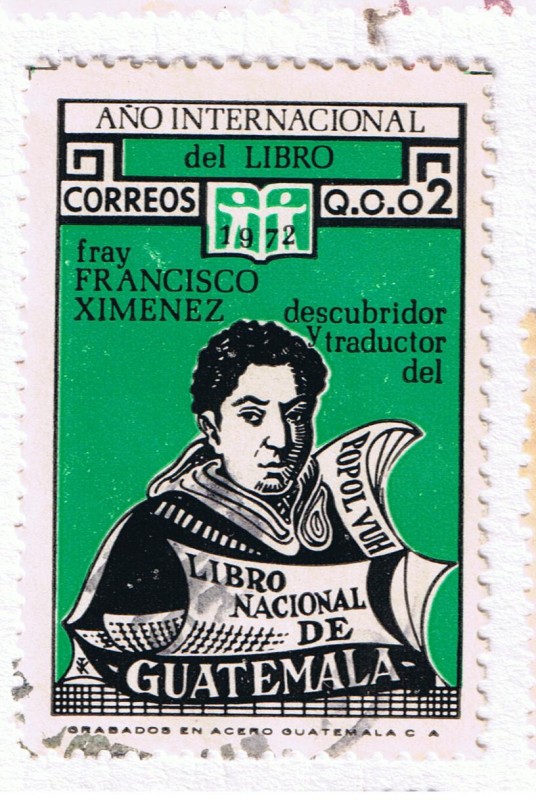 AÑO INTERNACIONAL
del LIBRO
CORREOS
Q.0.02
1972
fray
FRANCISCO
XIMENEZ
descubridor
y traductor
del
POPOL VUH
LIBRO
NACIONAL
DE
GUATEMALA
GRABADOS EN ACERO GUATEMALA C A